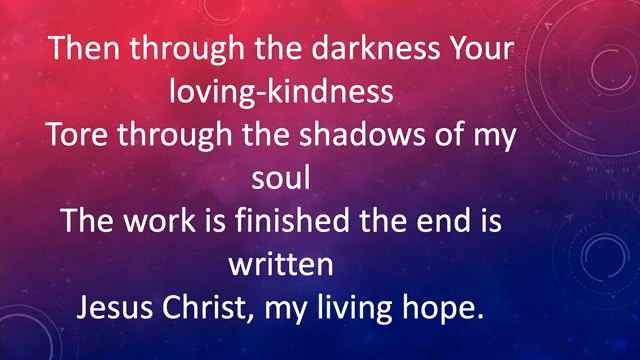 Then through the darkness Your
loving-kindness
Tore through the shadows of my
soul
The work is finished the end is
written
Jesus Christ, my living hope.